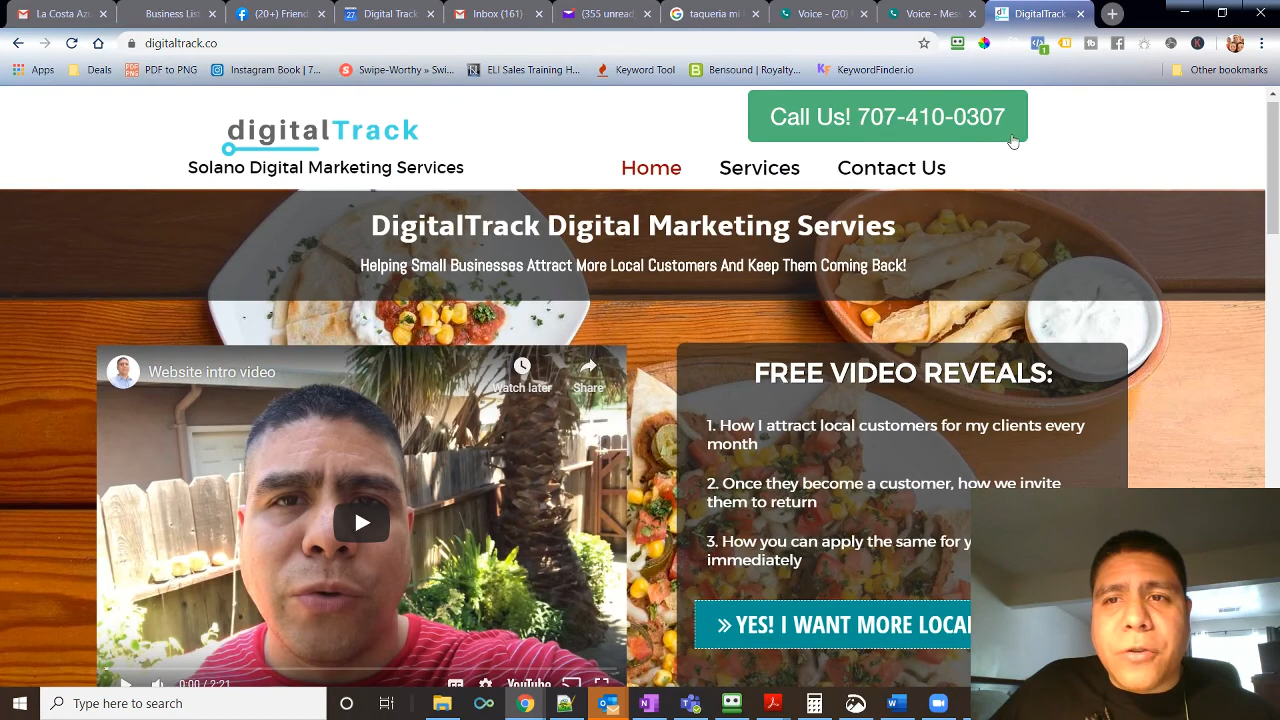 La Costa Azu
Business List
(20+) Friend
Digital Track
Inbox (161)
(355 unread
taqueria mi
Voice - (20)
Voice - Mess
DigitalTrack
digitaltrack.co
1
Apps
Deals
PDF to PNG
Instagram Book | 7...
Swipe-Worthy » Swi...
ELI Sales Training H...
Keyword Tool
Bensound | Royalty...
KeywordFinder.io
Other bookmarks
digitalTrack
Solano Digital Marketing Services
Call Us! 707-410-0307
Home
Services
Contact Us
DigitalTrack Digital Marketing Servies
Helping Small Businesses Attract More Local Customers And Keep Them Coming Back!
Website intro video
Watch later
Share
0:00 / 2:21
YouTube
FREE VIDEO REVEALS:
1. How I attract local customers for my clients every
month
2. Once they become a customer, how we invite
them to return
3. How you can apply the same for y
immediately
» YES! I WANT MORE LOCA
Type here to search